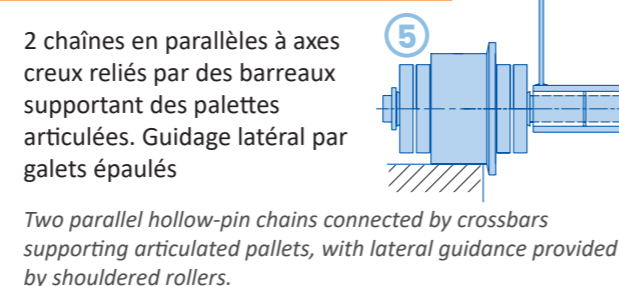 2 chaînes en parallèles à axes
creux reliés par des barreaux
supportant des palettes
articulées. Guidage latéral par
galets épaulés
5
Two parallel hollow-pin chains connected by crossbars
supporting articulated pallets, with lateral guidance provided
by shouldered rollers.